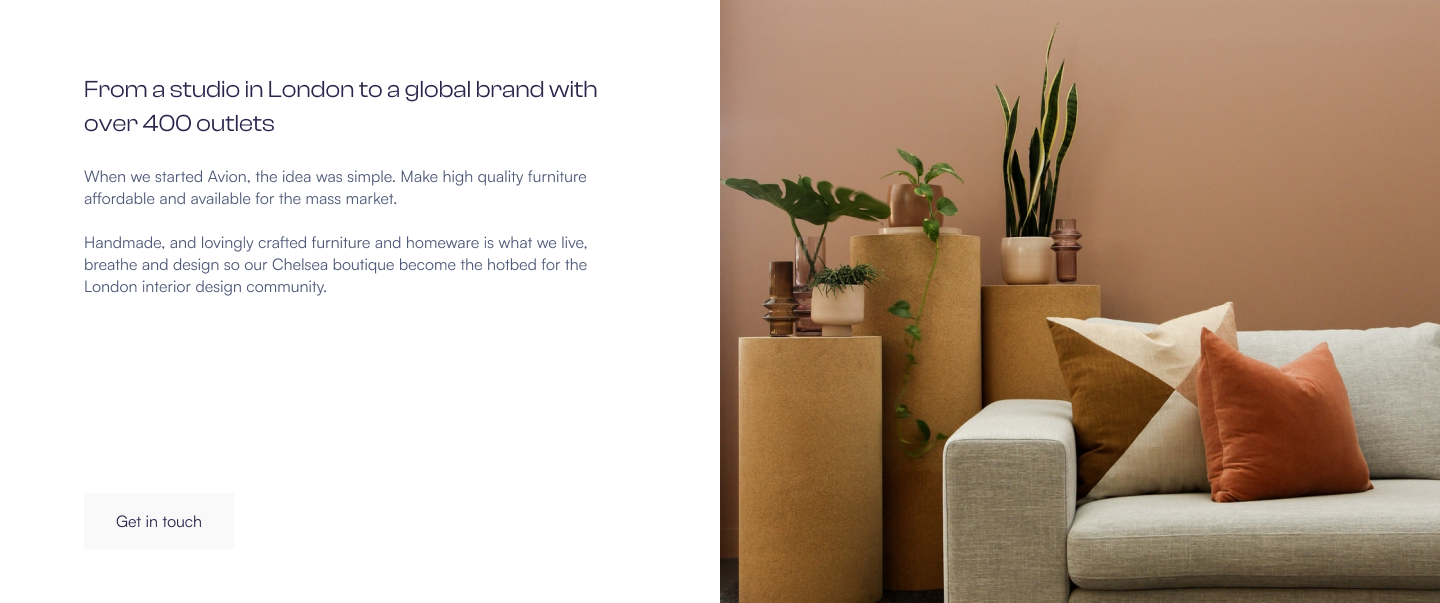 From a studio in London to a global brand with
over 400 outlets
When we started Avion, the idea was simple. Make high quality furniture
affordable and available for the mass market.
Handmade, and lovingly crafted furniture and homeware is what we live,
breathe and design so our Chelsea boutique become the hotbed for the
London interior design community.
Get in touch